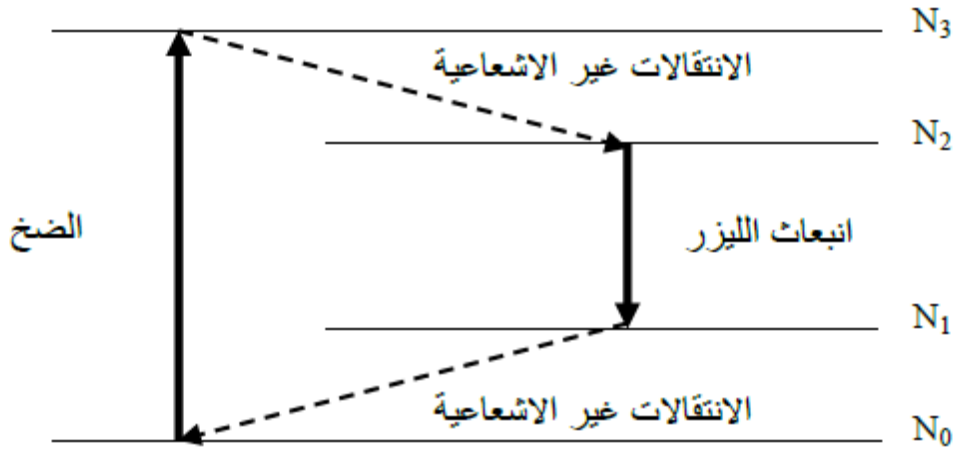 N3
الانتقالات غير الاشعاعية
N2
الضخ
انبعاث الليزر
N1
الانتقالات غير الاشعاعية
N0